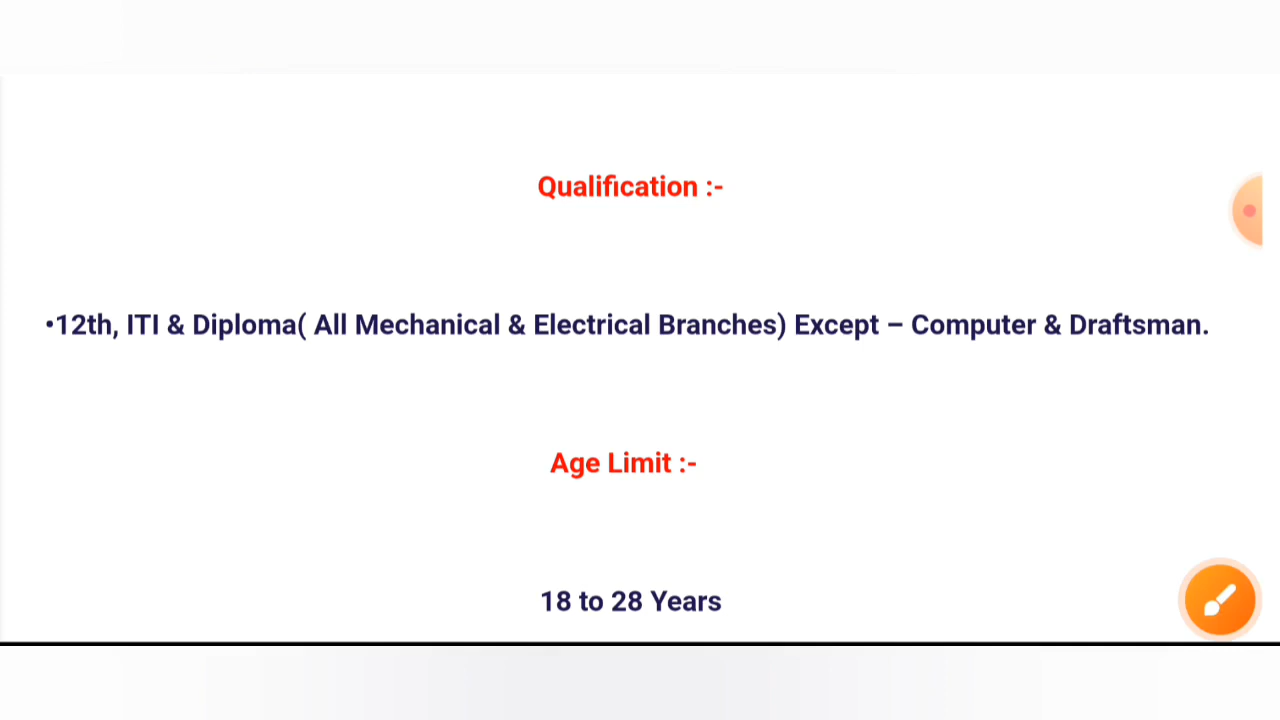 Qualification :-
•12th, ITI & Diploma( All Mechanical & Electrical Branches) Except – Computer & Draftsman.
Age Limit :-
18 to 28 Years